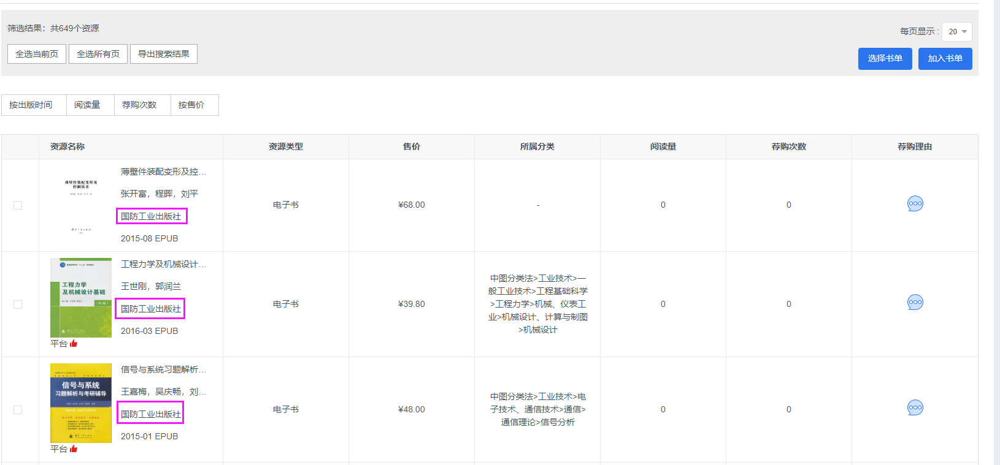 筛选结果：共649个资源
每页显示 : 20
全选当前页 全选所有页 导出搜索结果
选择书单 加入书单
按出版时间 阅读量 荐购次数 按售价
资源名称 资源类型 售价 所属分类 阅读量 荐购次数 荐购理由
薄壁件装配变形及
控制技术
薄壁件装配变形及控...
张开富，程晖，刘平
国防工业出版社
2015-08 EPUB
电子书
¥68.00
-
0
0
工程力学
及机械设计基础
（第2版）
平台
工程力学及机械设计...
王世刚，郭润兰
国防工业出版社
2016-03 EPUB
电子书
¥39.80
中图分类法>工业技术>一
般工业技术>工程基础科学
>工程力学>机械、仪表工
业>机械设计、计算与制图
>机械设计
0
0
信号与系统
习题解析与考研辅导
平台
信号与系统习题解析...
王嘉梅，吴庆畅，刘...
国防工业出版社
2015-01 EPUB
电子书
¥48.00
中图分类法>工业技术>电
子技术、通信技术>通信>
通信理论>信号分析
0
0